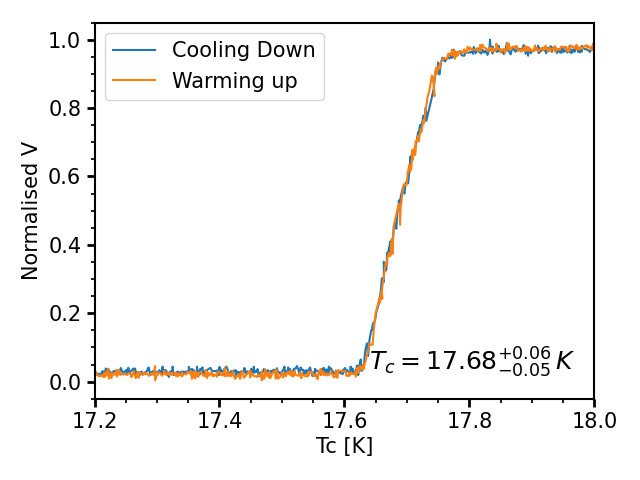 Cooling Down
Warming up
Normalised V
1.0
0.8
0.6
0.4
0.2
0.0
T_c = 17.68^{+0.06}_{-0.05} K
17.2 17.4 17.6 17.8 18.0
Tc [K]